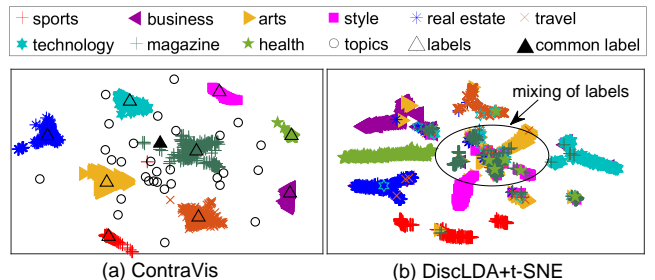 sports business arts style real estate travel
technology magazine health topics labels common label
mixing of labels
(a) ContraVis (b) DiscLDA+t-SNE